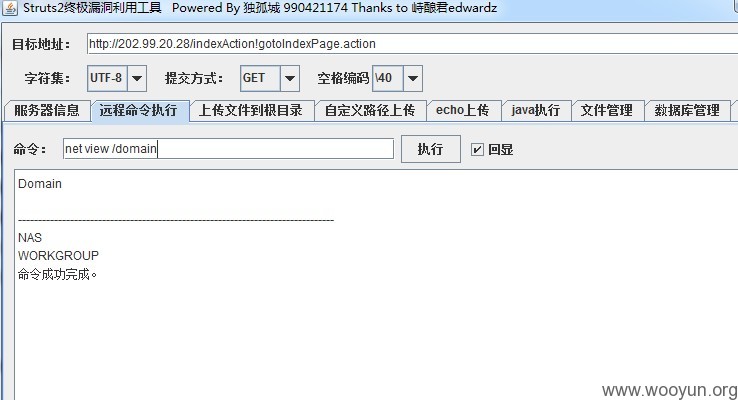 Struts2终极漏洞利用工具 Powered By 独孤城 990421174 Thanks to 峙酿君edwardz
目标地址: http://202.99.20.28/indexAction!gotoIndexPage.action
字符集: UTF-8 提交方式: GET 空格编码 \40
服务器信息 远程命令执行 上传文件到根目录 自定义路径上传 echo上传 java执行 文件管理 数据库管理
命令: net view /domain 执行 回显
Domain
-------------------------------------------------------------------------------
NAS
WORKGROUP
命令成功完成。
www.wooyun.org